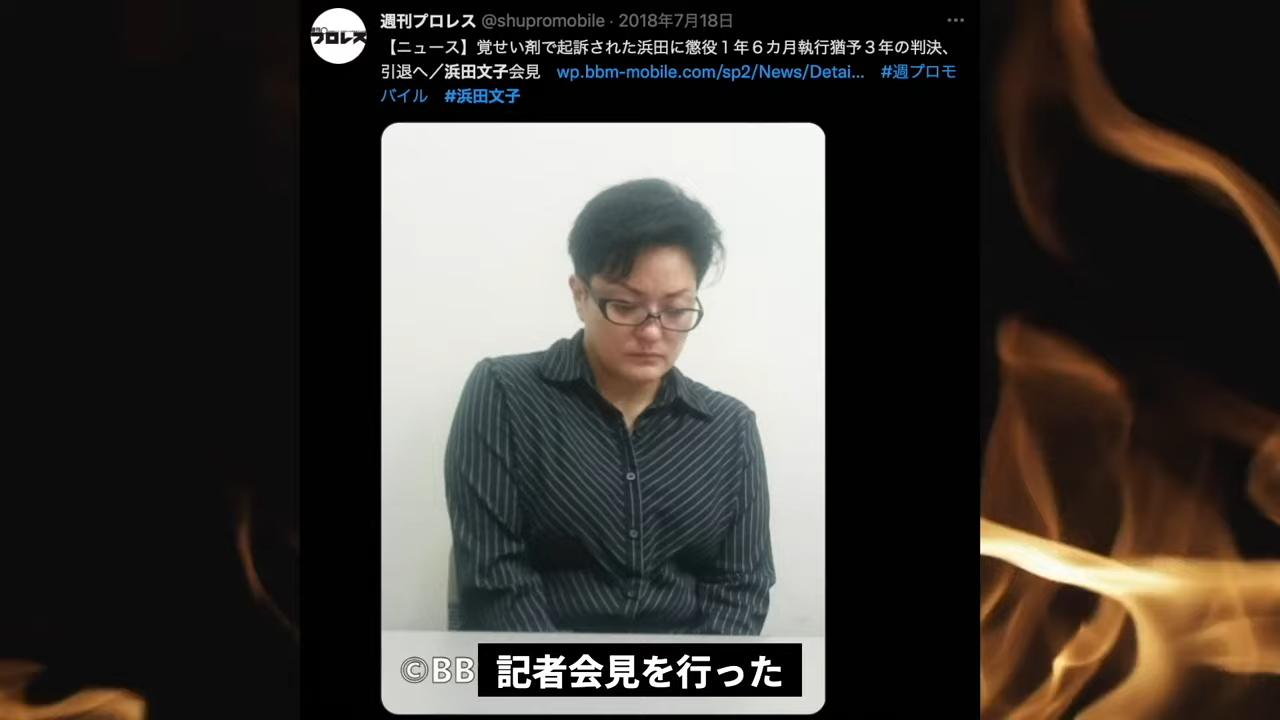 週刊プロレス @shupromobile · 2018年7月18日
プロレス
【ニュース】覚せい剤で起訴された浜田に懲役１年６カ月執行猶予３年の判決、
引退へ／浜田文子会見 wp.bbm-mobile.com/sp2/News/Detai... #週プロモ
バイル #浜田文子
©BB
記者会見を行った